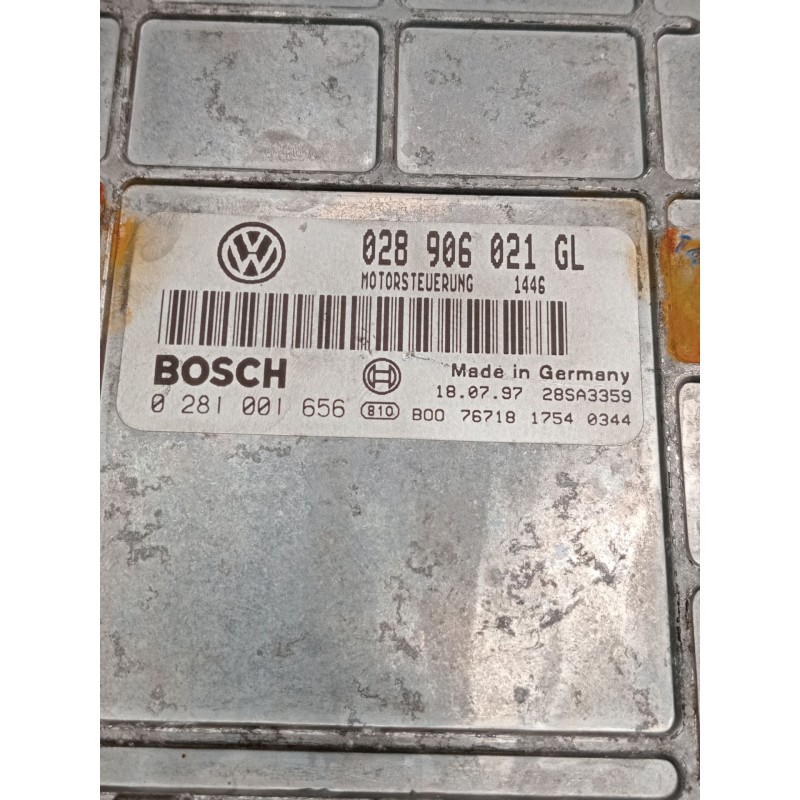 028 906 021 GL
MOTORSTEUERUNG 1446
BOSCH
Made in Germany
18.07.97 28SA3359
0 281 001 656 810 B00 76718 1754 0344